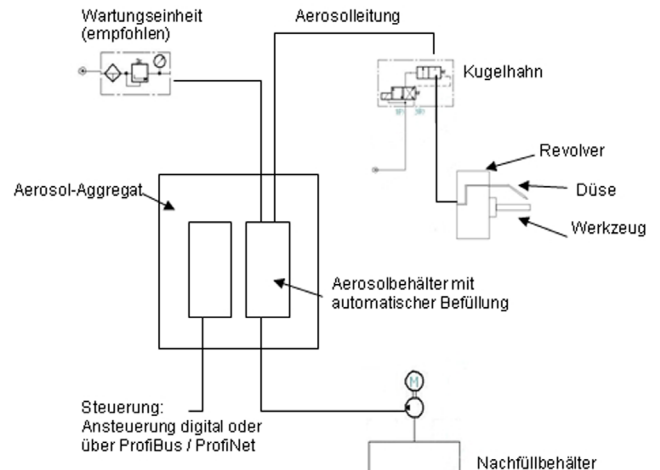 Wartungseinheit
(empfohlen)
Aerosolleitung
Kugelhahn
Revolver
Düse
Werkzeug
Aerosol-Aggregat
Aerosolbehälter mit
automatischer Befüllung
Steuerung:
Ansteuerung digital oder
über ProfiBus / ProfiNet
M
Nachfüllbehälter